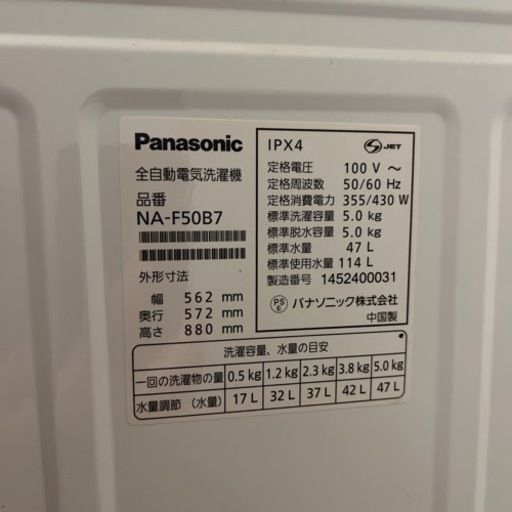 Panasonic
全自動電気洗濯機
品番
NA-F50B7
外形寸法
幅 562 mm
奥行 572 mm
高さ 880 mm
IPX4
S JET
定格電圧 100 V ～
定格周波数 50/60 Hz
定格消費電力 355/430 W
標準洗濯容量 5.0 kg
標準脱水容量 5.0 kg
標準水量 47 L
標準使用水量 114 L
製造番号 1452400031
PS E パナソニック株式会社
中国製
洗濯容量、水量の目安
一回の洗濯物の量 0.5 kg 1.2 kg 2.3 kg 3.8 kg 5.0 kg
水量調節（水量） 17 L 32 L 37 L 42 L 47 L